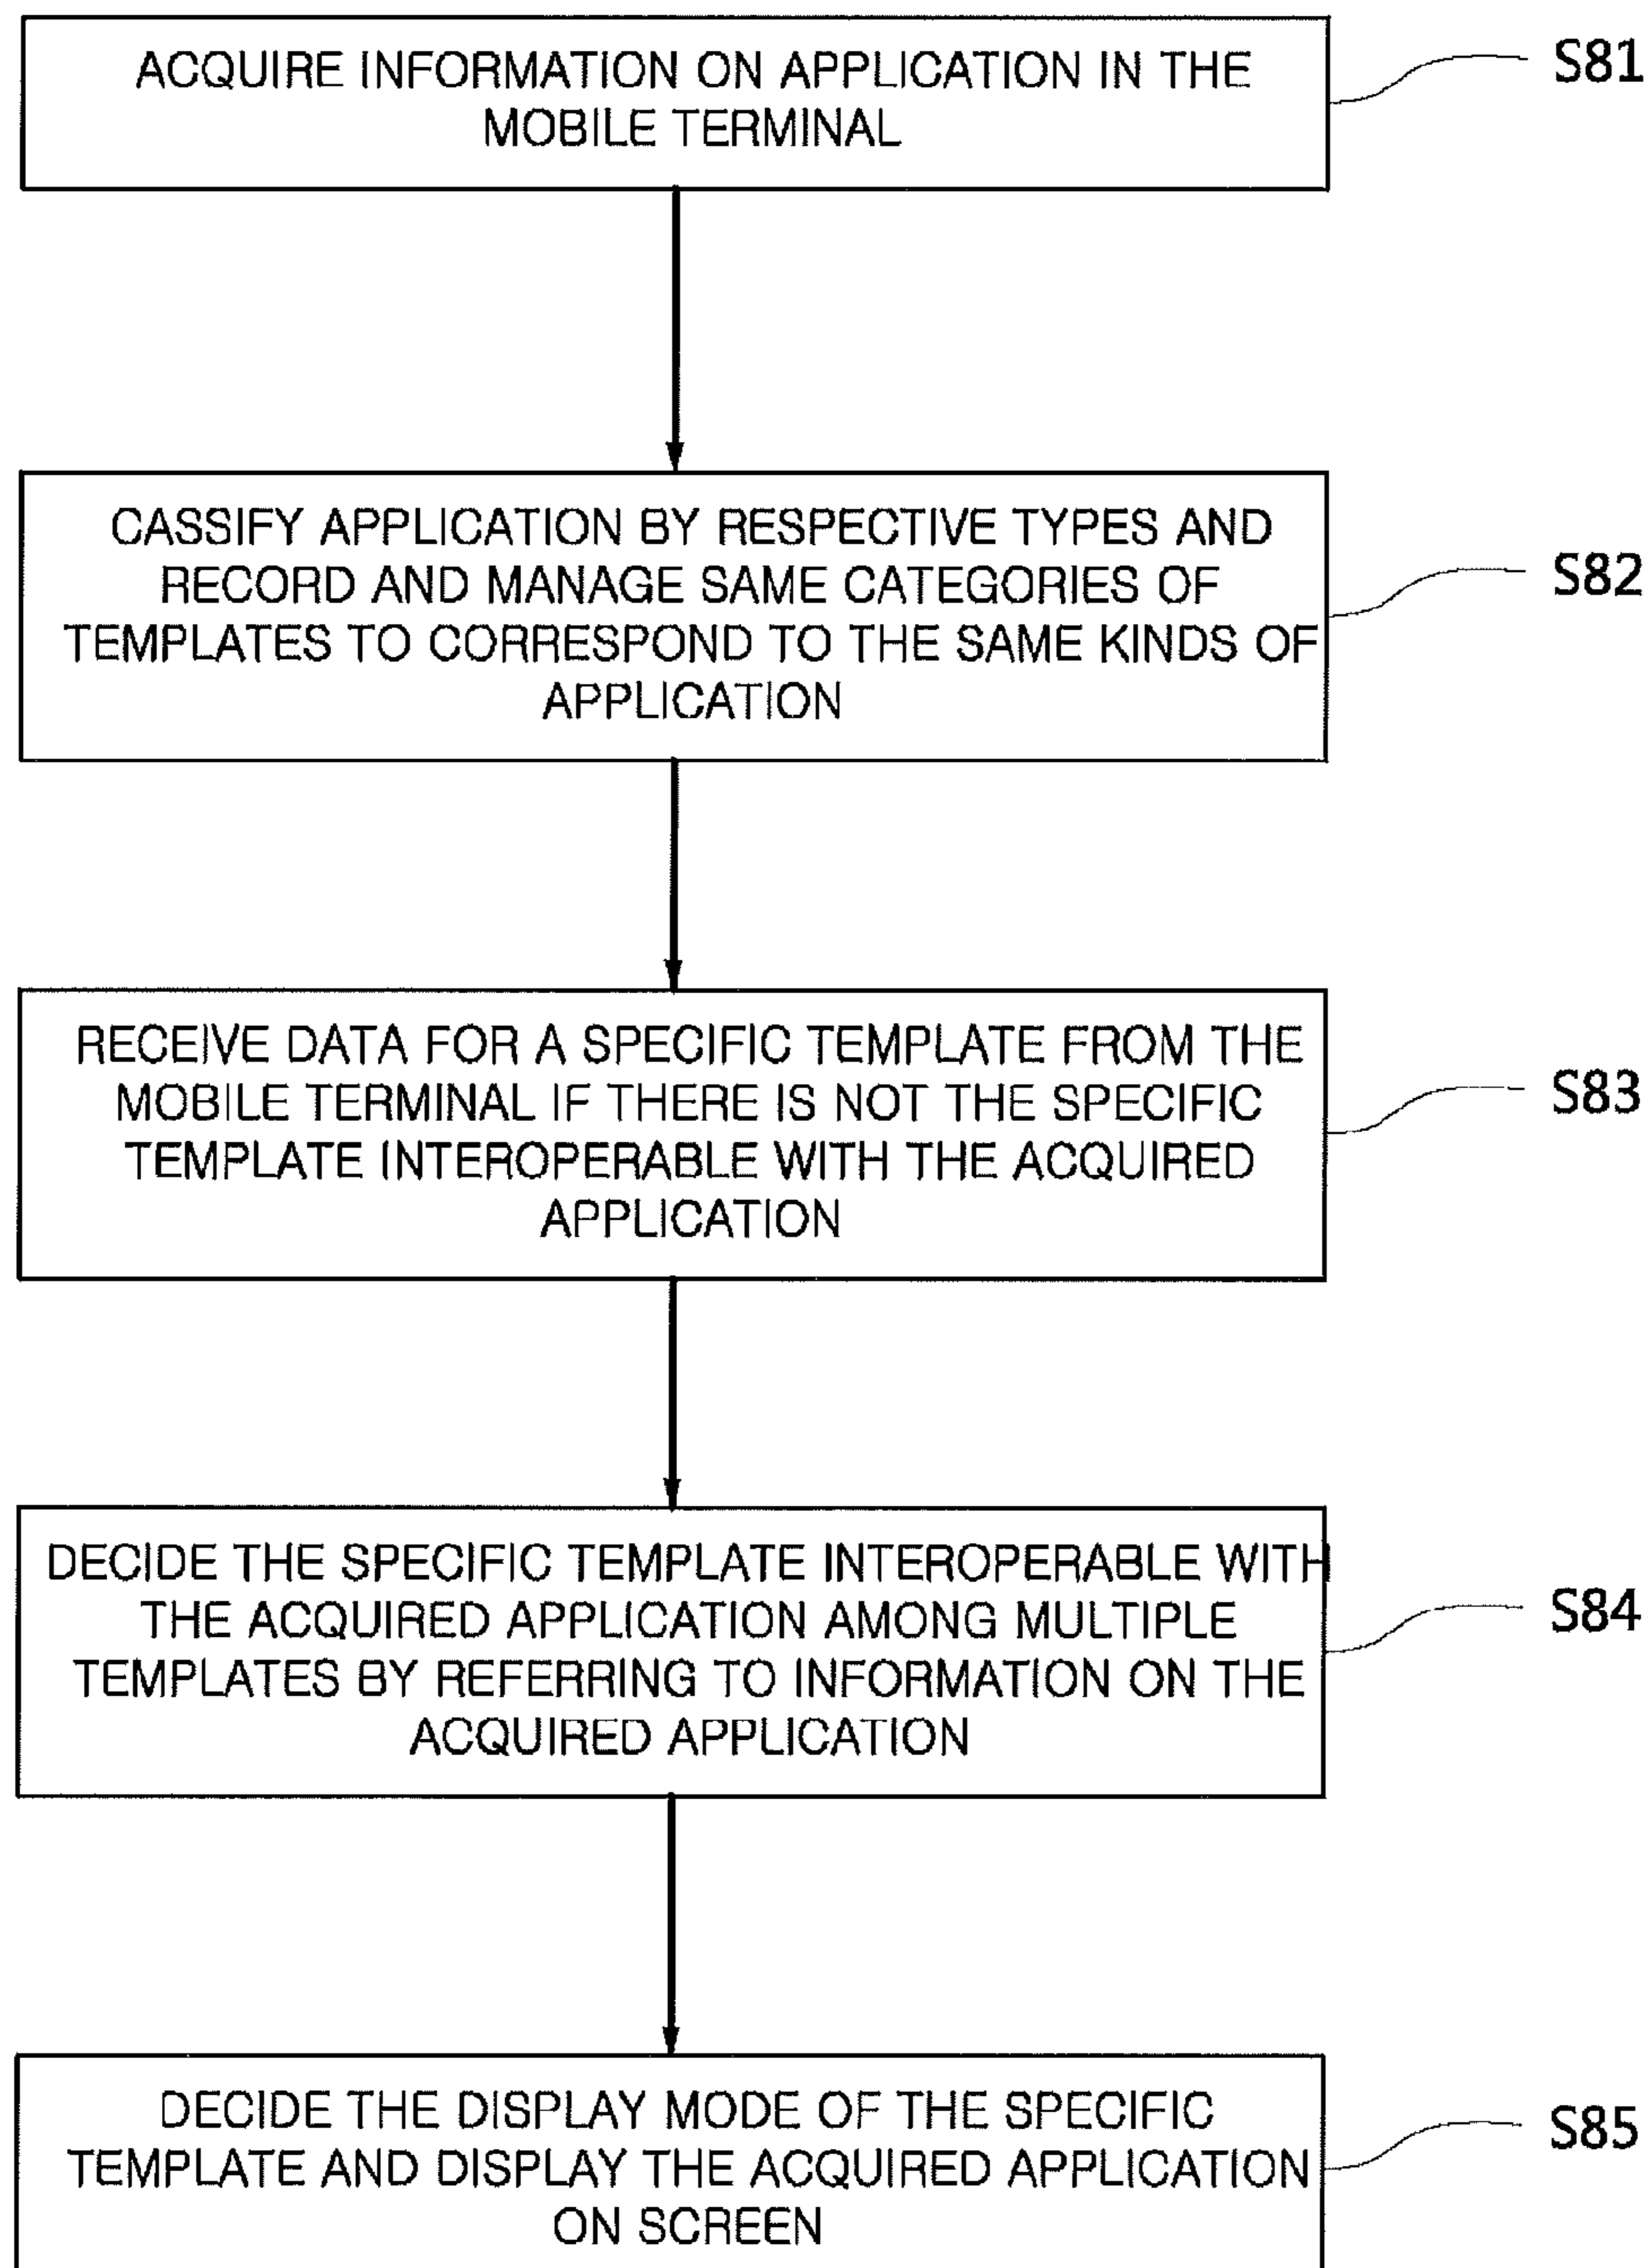 ACQUIRE INFORMATION ON APPLICATION IN THE
MOBILE TERMINAL
S81
CASSIFY APPLICATION BY RESPECTIVE TYPES AND
RECORD AND MANAGE SAME CATEGORIES OF
TEMPLATES TO CORRESPOND TO THE SAME KINDS OF
APPLICATION
S82
RECEIVE DATA FOR A SPECIFIC TEMPLATE FROM THE
MOBILE TERMINAL IF THERE IS NOT THE SPECIFIC
TEMPLATE INTEROPERABLE WITH THE ACQUIRED
APPLICATION
S83
DECIDE THE SPECIFIC TEMPLATE INTEROPERABLE WITH
THE ACQUIRED APPLICATION AMONG MULTIPLE
TEMPLATES BY REFERRING TO INFORMATION ON THE
ACQUIRED APPLICATION
S84
DECIDE THE DISPLAY MODE OF THE SPECIFIC
TEMPLATE AND DISPLAY THE ACQUIRED APPLICATION
ON SCREEN
S85